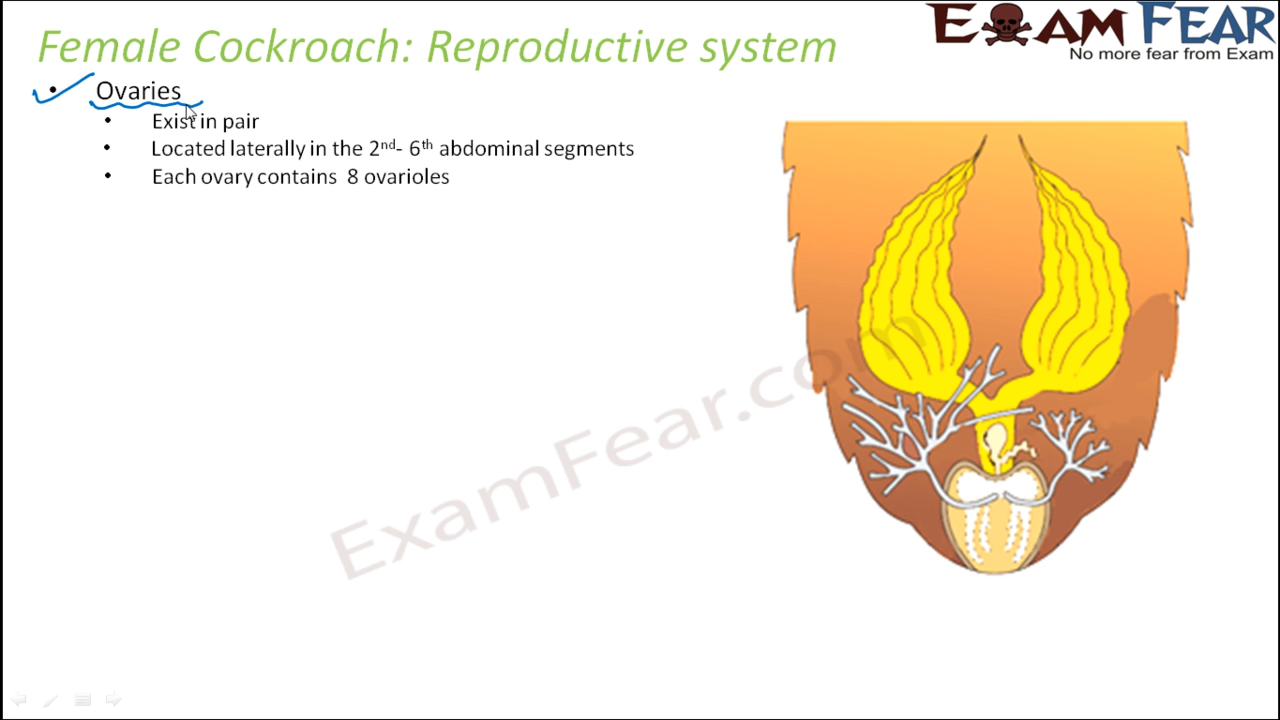 Female Cockroach: Reproductive system
EXAM FEAR
No more fear from Exam
• Ovaries
• Exist in pair
• Located laterally in the 2nd- 6th abdominal segments
• Each ovary contains 8 ovarioles
ExamFear.com